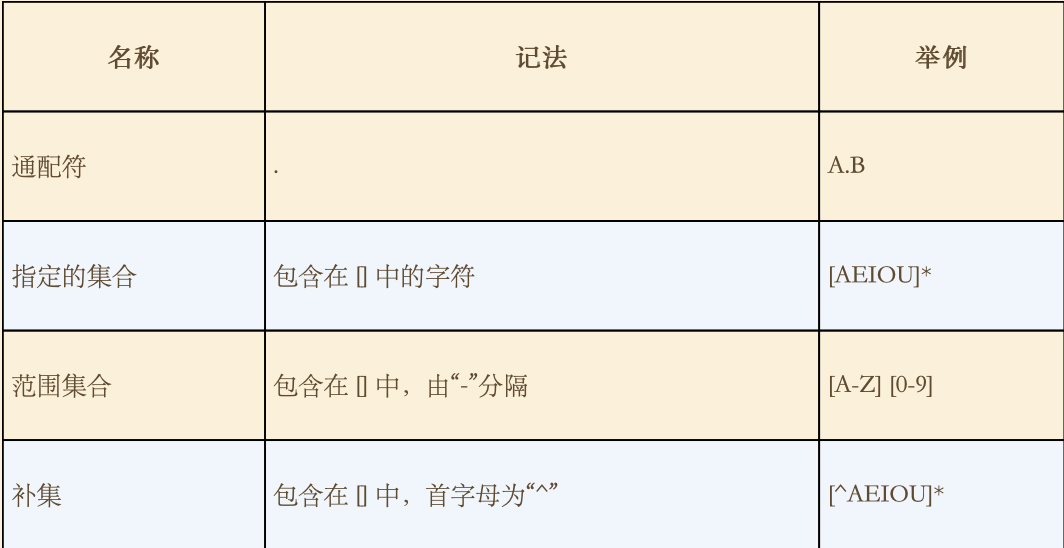 名称 记法 举例
通配符 . A.B
指定的集合 包含在 [] 中的字符 [AEIOU]*
范围集合 包含在 [] 中，由“-”分隔 [A-Z] [0-9]
补集 包含在 [] 中，首字母为“^” [^AEIOU]*